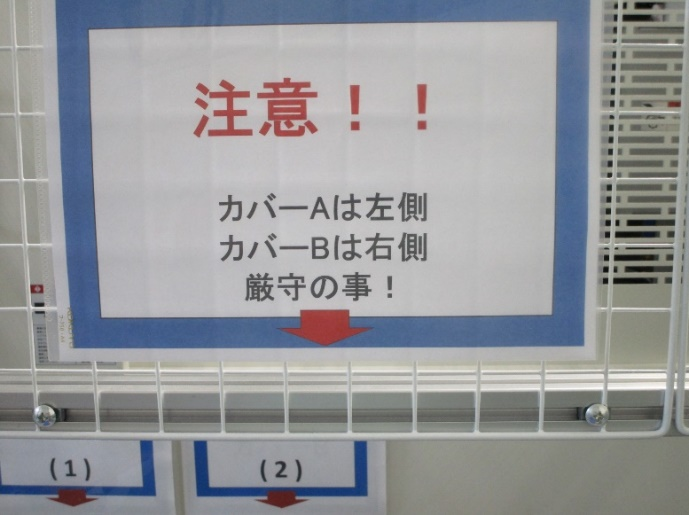 注意！！
カバーAは左側
カバーBは右側
厳守の事！
(1)
(2)